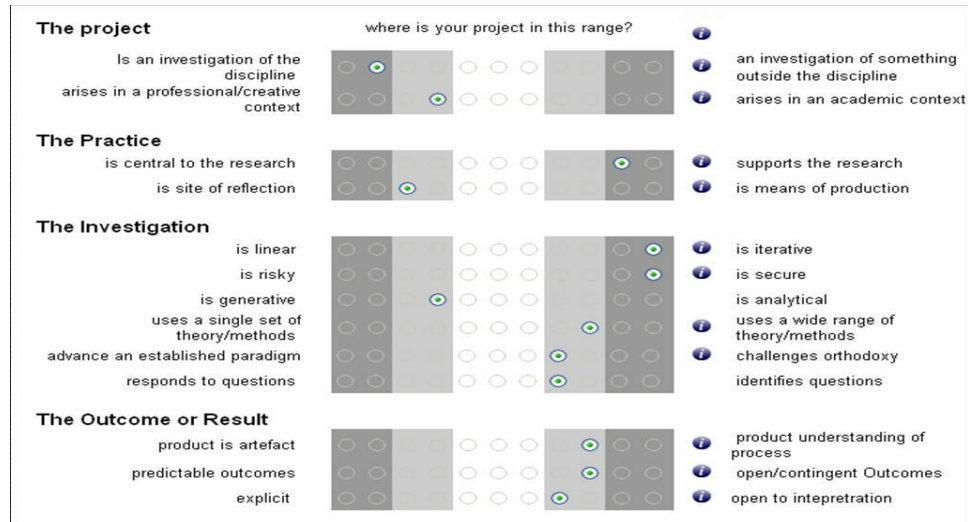 The project
where is your project in this range?
Is an investigation of the
discipline
an investigation of something
outside the discipline
arises in a professional/creative
context
arises in an academic context
The Practice
is central to the research
supports the research
is site of reflection
is means of production
The Investigation
is linear
is iterative
is risky
is secure
is generative
is analytical
uses a single set of
theory/methods
uses a wide range of
theory/methods
advance an established paradigm
challenges orthodoxy
responds to questions
identifies questions
The Outcome or Result
product is artefact
product understanding of
process
predictable outcomes
open/contingent Outcomes
explicit
open to intepretration